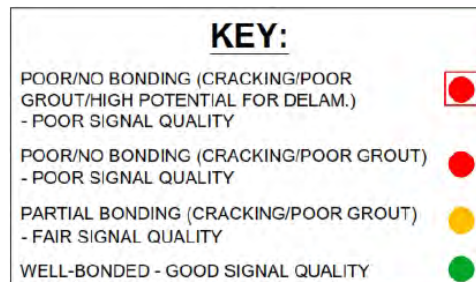 KEY:
POOR/NO BONDING (CRACKING/POOR
GROUT/HIGH POTENTIAL FOR DELAM.)
- POOR SIGNAL QUALITY
POOR/NO BONDING (CRACKING/POOR GROUT)
- POOR SIGNAL QUALITY
PARTIAL BONDING (CRACKING/POOR GROUT)
- FAIR SIGNAL QUALITY
WELL-BONDED - GOOD SIGNAL QUALITY